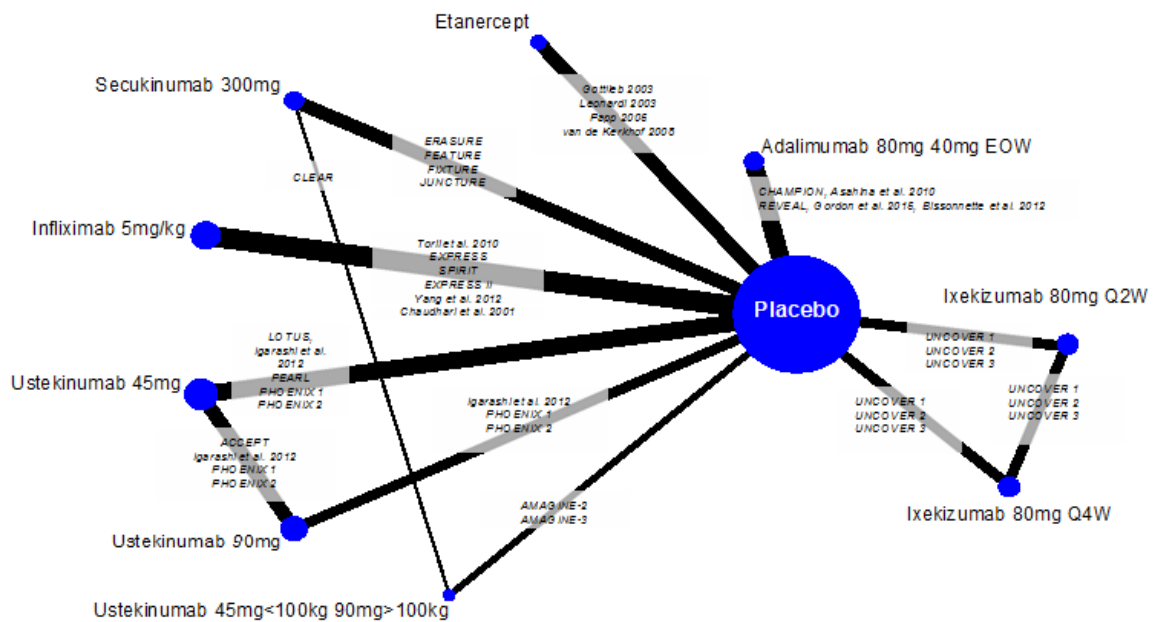 Etanercept
Secukinumab 300mg
Gottlieb 2003
Leonardi 2003
Papp 2005
van de Kerkhof 2008
ERASURE
FEATURE
FIXTURE
JUNCTURE
Adalimumab 80mg 40mg EOW
CLEAR
CHAMPION, Asahina et al. 2010
REVEAL, Gordon et al. 2015, Bissonnette et al. 2012
Infliximab 5mg/kg
Torii et al. 2010
EXPRESS
SPIRIT
EXPRESS II
Yang et al. 2012
Chaudhari et al. 2001
Placebo
Ixekizumab 80mg Q2W
UNCOVER 1
UNCOVER 2
UNCOVER 3
LOTUS,
Igarashi et al.
2012
PEARL
PHOENIX 1
PHOENIX 2
Ustekinumab 45mg
UNCOVER 1
UNCOVER 2
UNCOVER 3
Igarashi et al. 2012
PHOENIX 1
PHOENIX 2
UNCOVER 1
UNCOVER 2
UNCOVER 3
ACCEPT
Igarashi et al. 2012
PHOENIX 1
PHOENIX 2
AMAGINE-2
AMAGINE-3
Ixekizumab 80mg Q4W
Ustekinumab 90mg
Ustekinumab 45mg<100kg 90mg>100kg